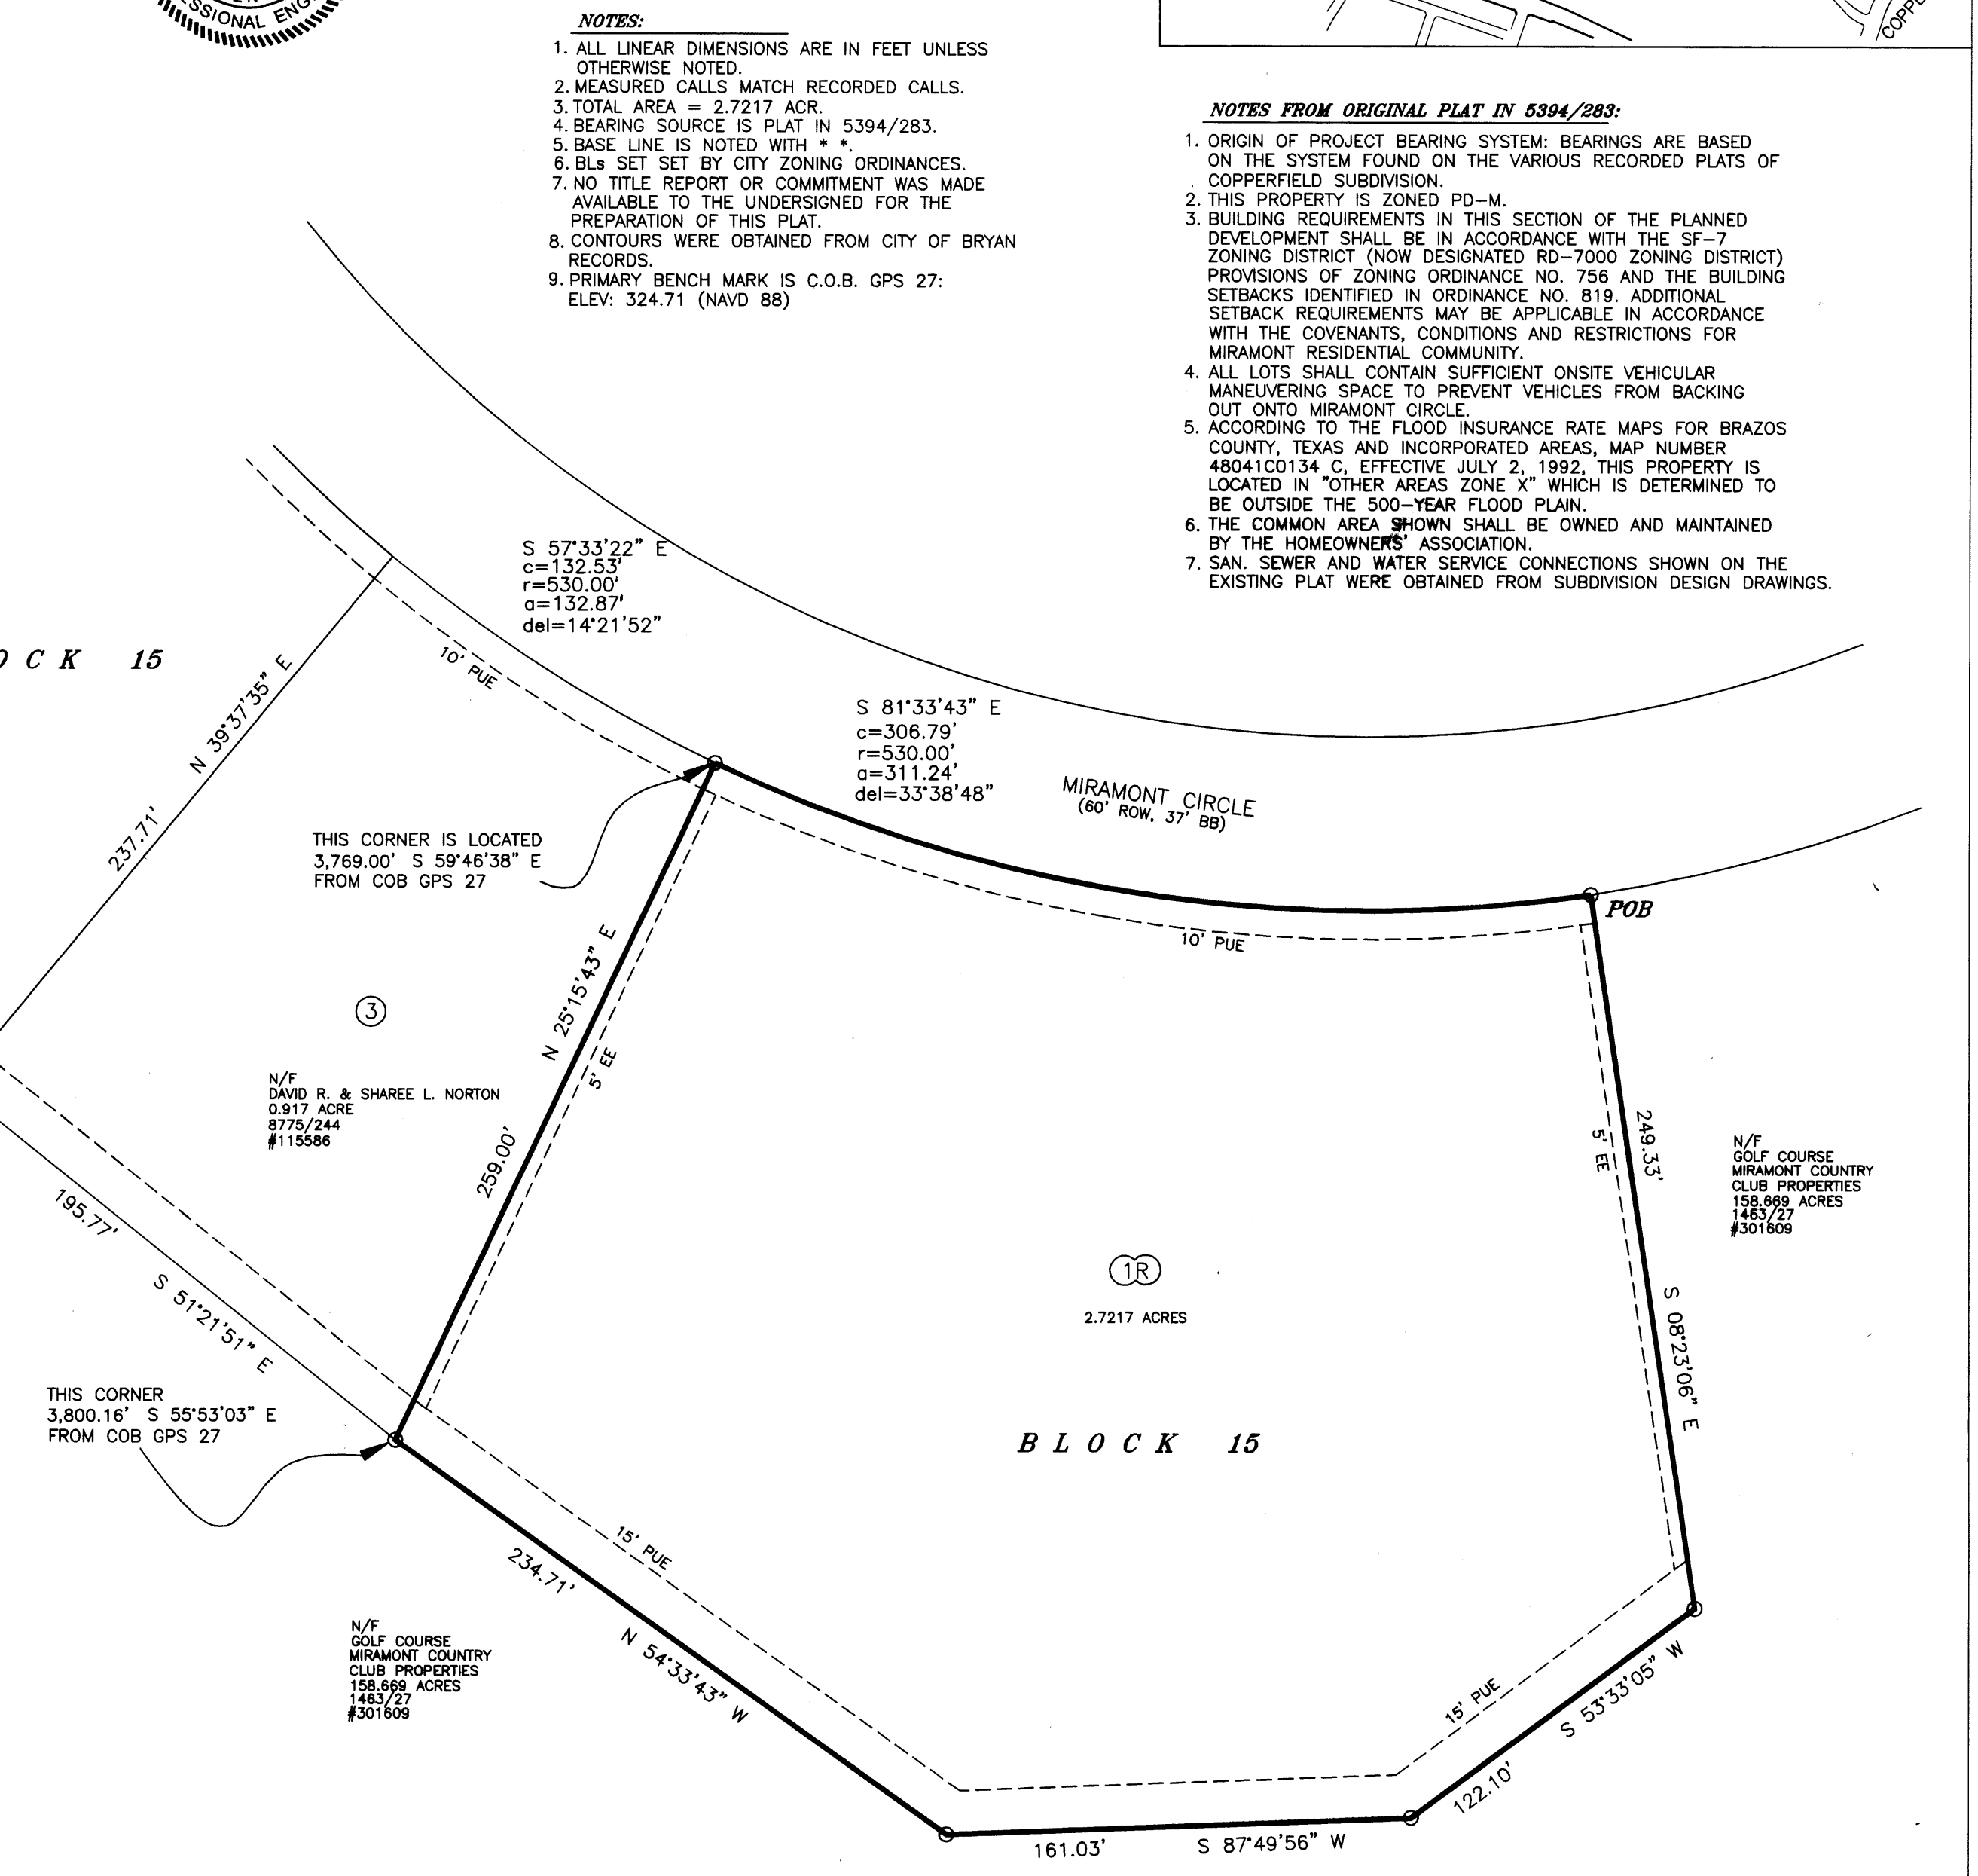 SSIONAL ENG
COPPE
NOTES:
1. ALL LINEAR DIMENSIONS ARE IN FEET UNLESS
OTHERWISE NOTED.
2. MEASURED CALLS MATCH RECORDED CALLS.
3. TOTAL AREA = 2.7217 ACR.
4. BEARING SOURCE IS PLAT IN 5394/283.
5. BASE LINE IS NOTED WITH * *.
6. BLs SET SET BY CITY ZONING ORDINANCES.
7. NO TITLE REPORT OR COMMITMENT WAS MADE
AVAILABLE TO THE UNDERSIGNED FOR THE
PREPARATION OF THIS PLAT.
8. CONTOURS WERE OBTAINED FROM CITY OF BRYAN
RECORDS.
9. PRIMARY BENCH MARK IS C.O.B. GPS 27:
ELEV: 324.71 (NAVD 88)
NOTES FROM ORIGINAL PLAT IN 5394/283:
1. ORIGIN OF PROJECT BEARING SYSTEM: BEARINGS ARE BASED
ON THE SYSTEM FOUND ON THE VARIOUS RECORDED PLATS OF
COPPERFIELD SUBDIVISION.
2. THIS PROPERTY IS ZONED PD-M.
3. BUILDING REQUIREMENTS IN THIS SECTION OF THE PLANNED
DEVELOPMENT SHALL BE IN ACCORDANCE WITH THE SF-7
ZONING DISTRICT (NOW DESIGNATED RD-7000 ZONING DISTRICT)
PROVISIONS OF ZONING ORDINANCE NO. 756 AND THE BUILDING
SETBACKS IDENTIFIED IN ORDINANCE NO. 819. ADDITIONAL
SETBACK REQUIREMENTS MAY BE APPLICABLE IN ACCORDANCE
WITH THE COVENANTS, CONDITIONS AND RESTRICTIONS FOR
MIRAMONT RESIDENTIAL COMMUNITY.
4. ALL LOTS SHALL CONTAIN SUFFICIENT ONSITE VEHICULAR
MANEUVERING SPACE TO PREVENT VEHICLES FROM BACKING
OUT ONTO MIRAMONT CIRCLE.
5. ACCORDING TO THE FLOOD INSURANCE RATE MAPS FOR BRAZOS
COUNTY, TEXAS AND INCORPORATED AREAS, MAP NUMBER
48041C0134 C, EFFECTIVE JULY 2, 1992, THIS PROPERTY IS
LOCATED IN "OTHER AREAS ZONE X" WHICH IS DETERMINED TO
BE OUTSIDE THE 500-YEAR FLOOD PLAIN.
6. THE COMMON AREA SHOWN SHALL BE OWNED AND MAINTAINED
BY THE HOMEOWNERS' ASSOCIATION.
7. SAN. SEWER AND WATER SERVICE CONNECTIONS SHOWN ON THE
EXISTING PLAT WERE OBTAINED FROM SUBDIVISION DESIGN DRAWINGS.
S 57°33'22" E
c=132.53'
r=530.00'
a=132.87'
del=14°21'52"
OCK 15
N 39°37'35" E
237.71'
10' PUE
S 81°33'43" E
c=306.79'
r=530.00'
a=311.24'
del=33°38'48"
MIRAMONT CIRCLE
(60' ROW, 37' BB)
THIS CORNER IS LOCATED
3,769.00' S 59°46'38" E
FROM COB GPS 27
POB
10' PUE
3
N 25°15'43" E
259.00'
5' EE
N/F
DAVID R. & SHAREE L. NORTON
0.917 ACRE
8775/244
#115586
249.33'
S 08°23'06" E
5' EE
N/F
GOLF COURSE
MIRAMONT COUNTRY
CLUB PROPERTIES
158.669 ACRES
1463/27
#301609
195.77'
S 51°21'51" E
1R
2.7217 ACRES
THIS CORNER
3,800.16' S 55°53'03" E
FROM COB GPS 27
BLOCK 15
15' PUE
234.71'
N 54°33'43" W
N/F
GOLF COURSE
MIRAMONT COUNTRY
CLUB PROPERTIES
158.669 ACRES
1463/27
#301609
15' PUE
S 53°33'05" W
122.10'
161.03'
S 87°49'56" W